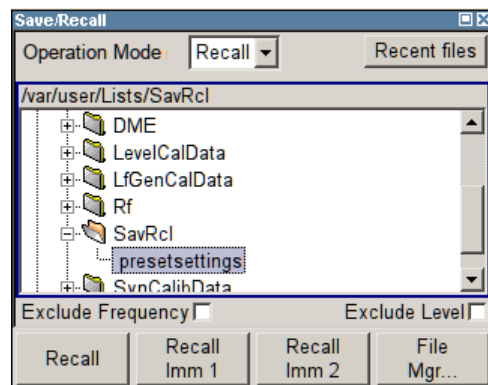 Save/Recall
Operation Mode Recall Recent files
/var/user/Lists/SavRcl
DME
LevelCalData
LfGenCalData
Rf
SavRcl
presetsettings
SynCalibData
Exclude Frequency Exclude Level
Recall Recall Imm 1 Recall Imm 2 File Mgr...